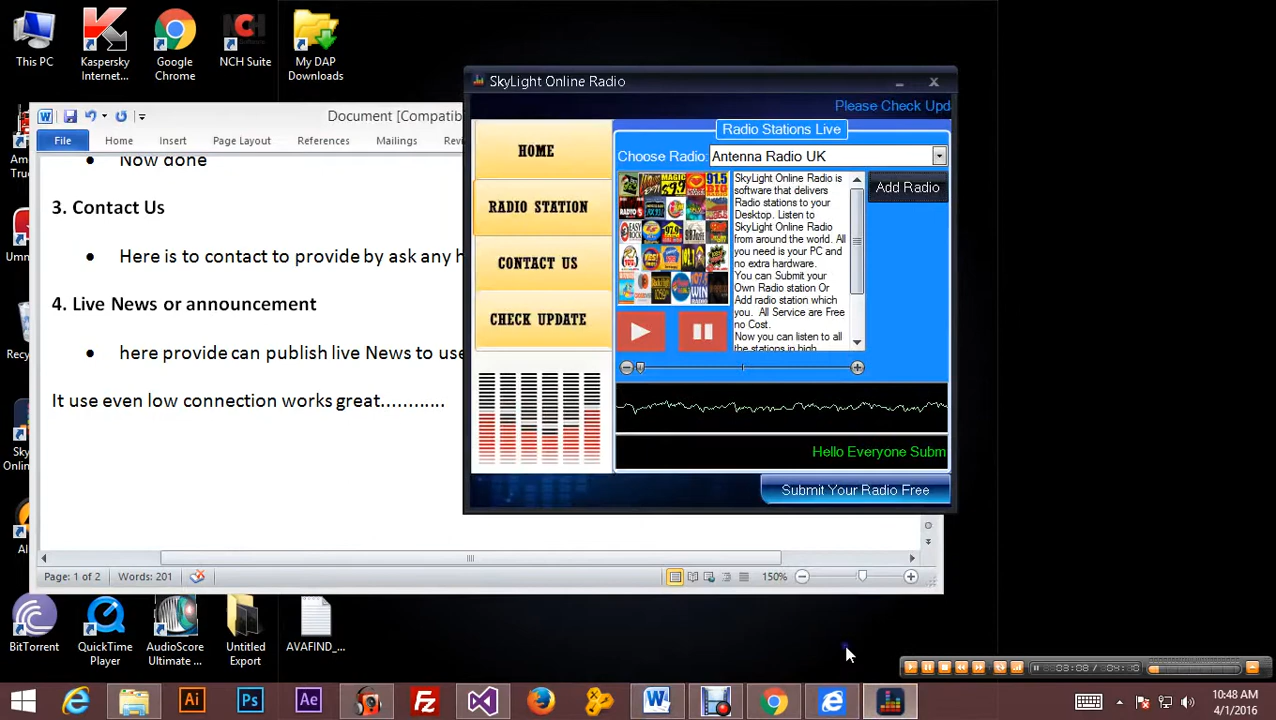 This PC
Kaspersky
Internet...
Google
Chrome
NCH Suite
My DAP
Downloads
SkyLight Online Radio
Please Check Upd
Document [Compatib
File
Home
Insert
Page Layout
References
Mailings
Now done
3. Contact Us
Here is to contact to provide by ask any h
4. Live News or announcement
here provide can publish live News to use
It use even low connection works great............
Page: 1 of 2
Words: 201
150%
HOME
RADIO STATION
CONTACT US
CHECK UPDATE
Radio Stations Live
Choose Radio:
Antenna Radio UK
Add Radio
SkyLight Online Radio is
software that delivers
Radio stations to your
Desktop. Listen to
SkyLight Online Radio
from around the world. All
you need is your PC and
no extra hardware.
You can Submit your
Own Radio station Or
Add radio station which
you. All Service are Free
no Cost.
Now you can listen to all
the stations in high
Hello Everyone Subm
Submit Your Radio Free
BitTorrent
QuickTime
Player
AudioScore
Ultimate ...
Untitled
Export
AVAFIND_...
Ai
Ps
Ae
10:48 AM
4/1/2016